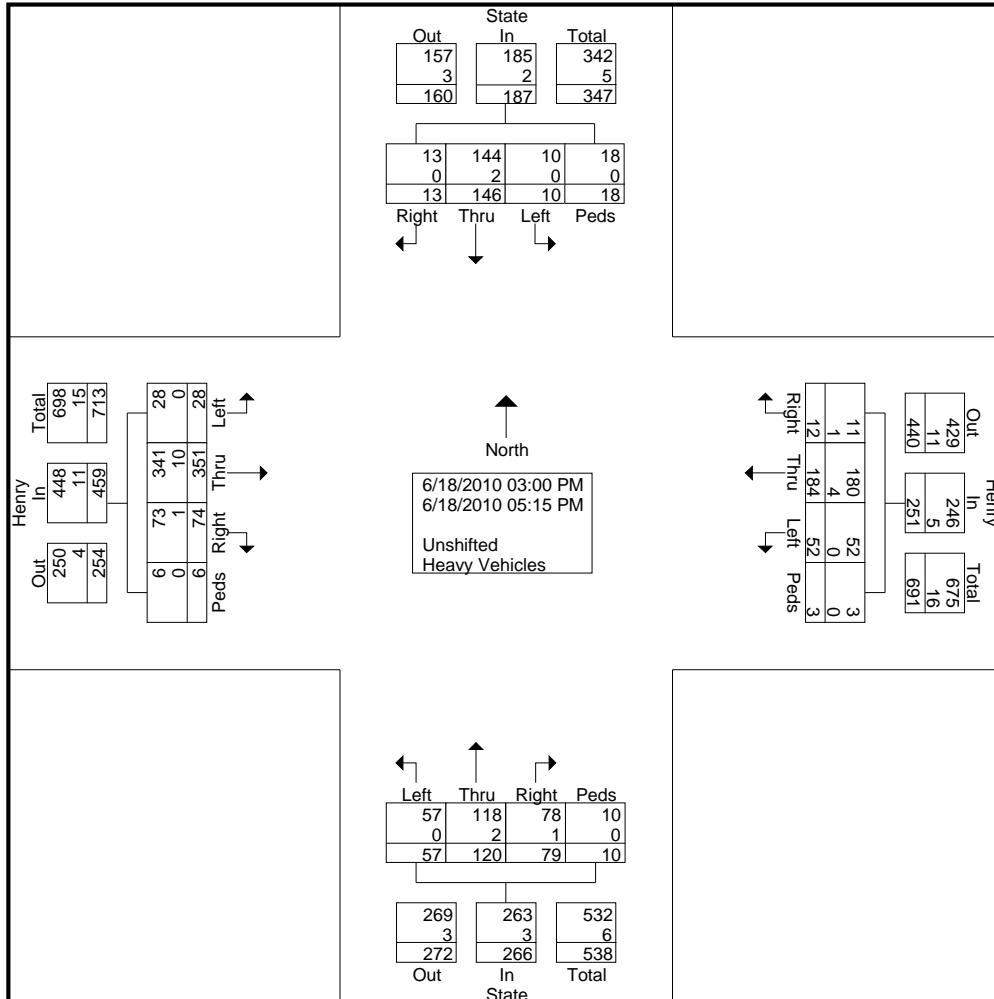 State
Out In Total
157 185 342
3 2 5
160 187 347
13 144 10 18
0 2 0 0
13 146 10 18
Right Thru Left Peds
Henry
Total In Out
698 448 250
15 11 4
713 459 254
28 341 73 6
0 10 1 0
28 351 74 6
Left Thru Right Peds
North
6/18/2010 03:00 PM
6/18/2010 05:15 PM
Unshifted
Heavy Vehicles
Right Thru Left Peds
11 180 52 3
1 4 0 0
12 184 52 3
Henry
Out In Total
429 246 675
11 5 16
440 251 691
Left Thru Right Peds
57 118 78 10
0 2 1 0
57 120 79 10
269 263 532
3 3 6
272 266 538
Out In Total
State